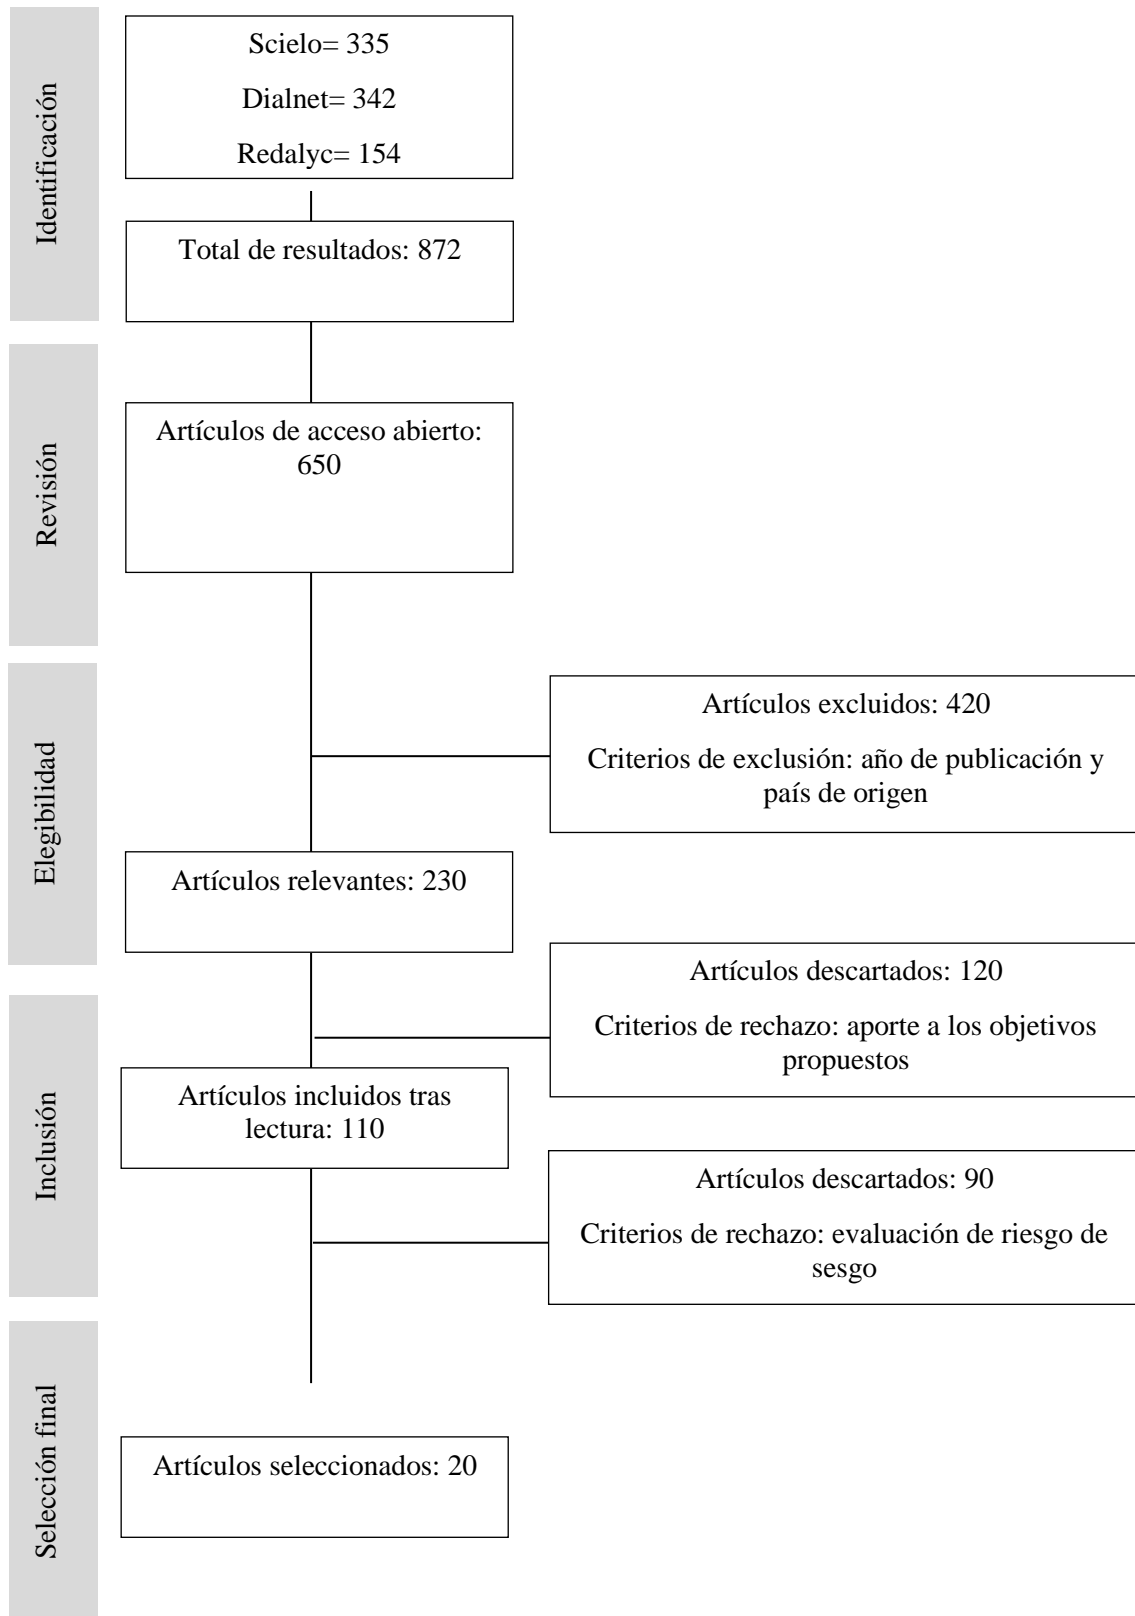 Identificación
Scielo= 335
Dialnet= 342
Redalyc= 154
Total de resultados: 872
Revisión
Artículos de acceso abierto:
650
Elegibilidad
Artículos excluidos: 420
Criterios de exclusión: año de publicación y
país de origen
Artículos relevantes: 230
Inclusión
Artículos descartados: 120
Criterios de rechazo: aporte a los objetivos
propuestos
Artículos incluidos tras
lectura: 110
Artículos descartados: 90
Criterios de rechazo: evaluación de riesgo de
sesgo
Selección final
Artículos seleccionados: 20